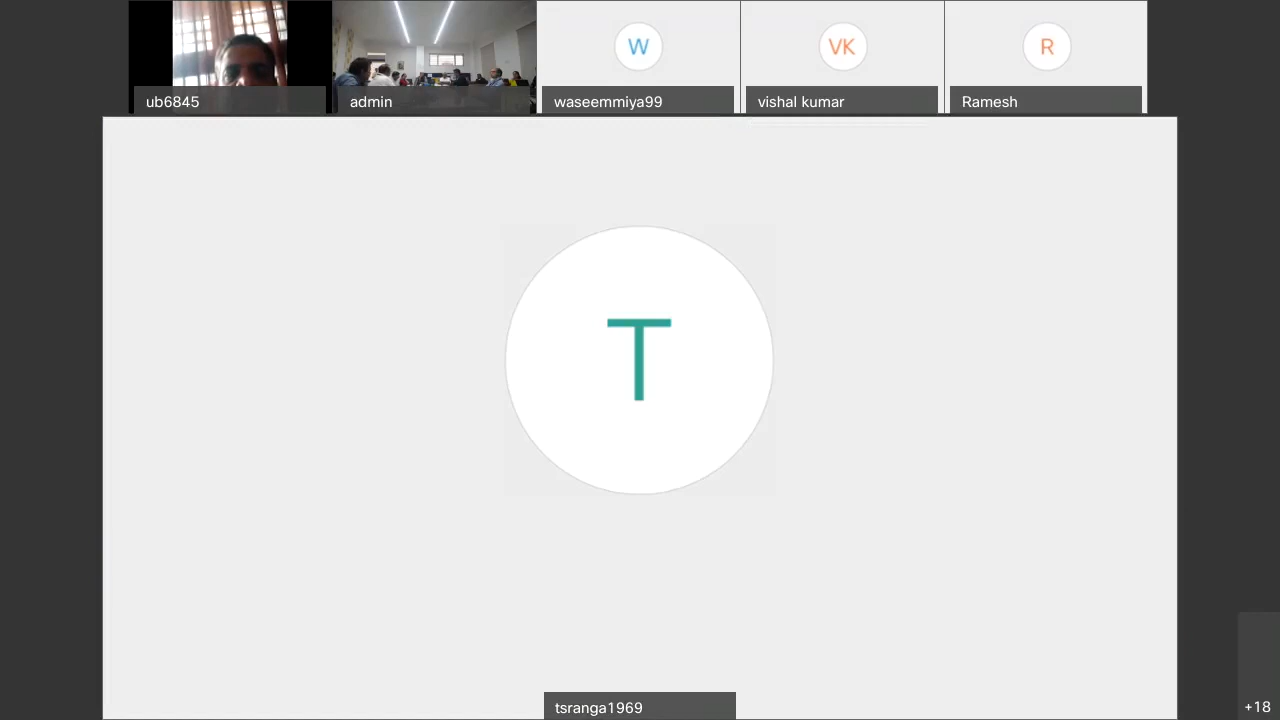 W
VK
R
ub6845
admin
waseemmiya99
vishal kumar
Ramesh
T
tsranga1969
+18